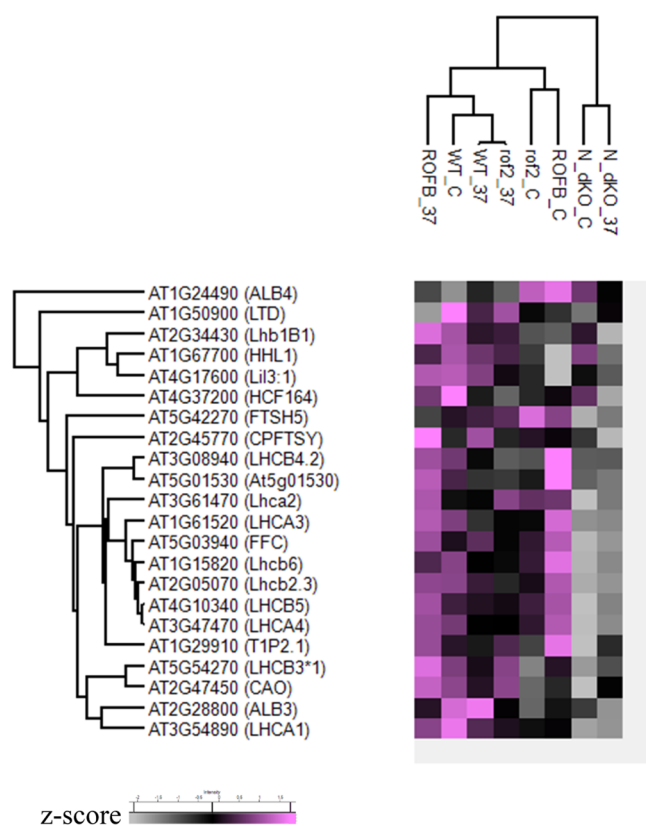 ROFB_37
WT_C
WT_37
rof2_37
rof2_C
ROFB_C
N_dKO_C
N_dKO_37
AT1G24490 (ALB4)
AT1G50900 (LTD)
AT2G34430 (Lhb1B1)
AT1G67700 (HHL1)
AT4G17600 (Lil3:1)
AT4G37200 (HCF164)
AT5G42270 (FTSH5)
AT2G45770 (CPFTSY)
AT3G08940 (LHCB4.2)
AT5G01530 (At5g01530)
AT3G61470 (Lhca2)
AT1G61520 (LHCA3)
AT5G03940 (FFC)
AT1G15820 (Lhcb6)
AT2G05070 (Lhcb2.3)
AT4G10340 (LHCB5)
AT3G47470 (LHCA4)
AT1G29910 (T1P2.1)
AT5G54270 (LHCB3*1)
AT2G47450 (CAO)
AT2G28800 (ALB3)
AT3G54890 (LHCA1)
z-score